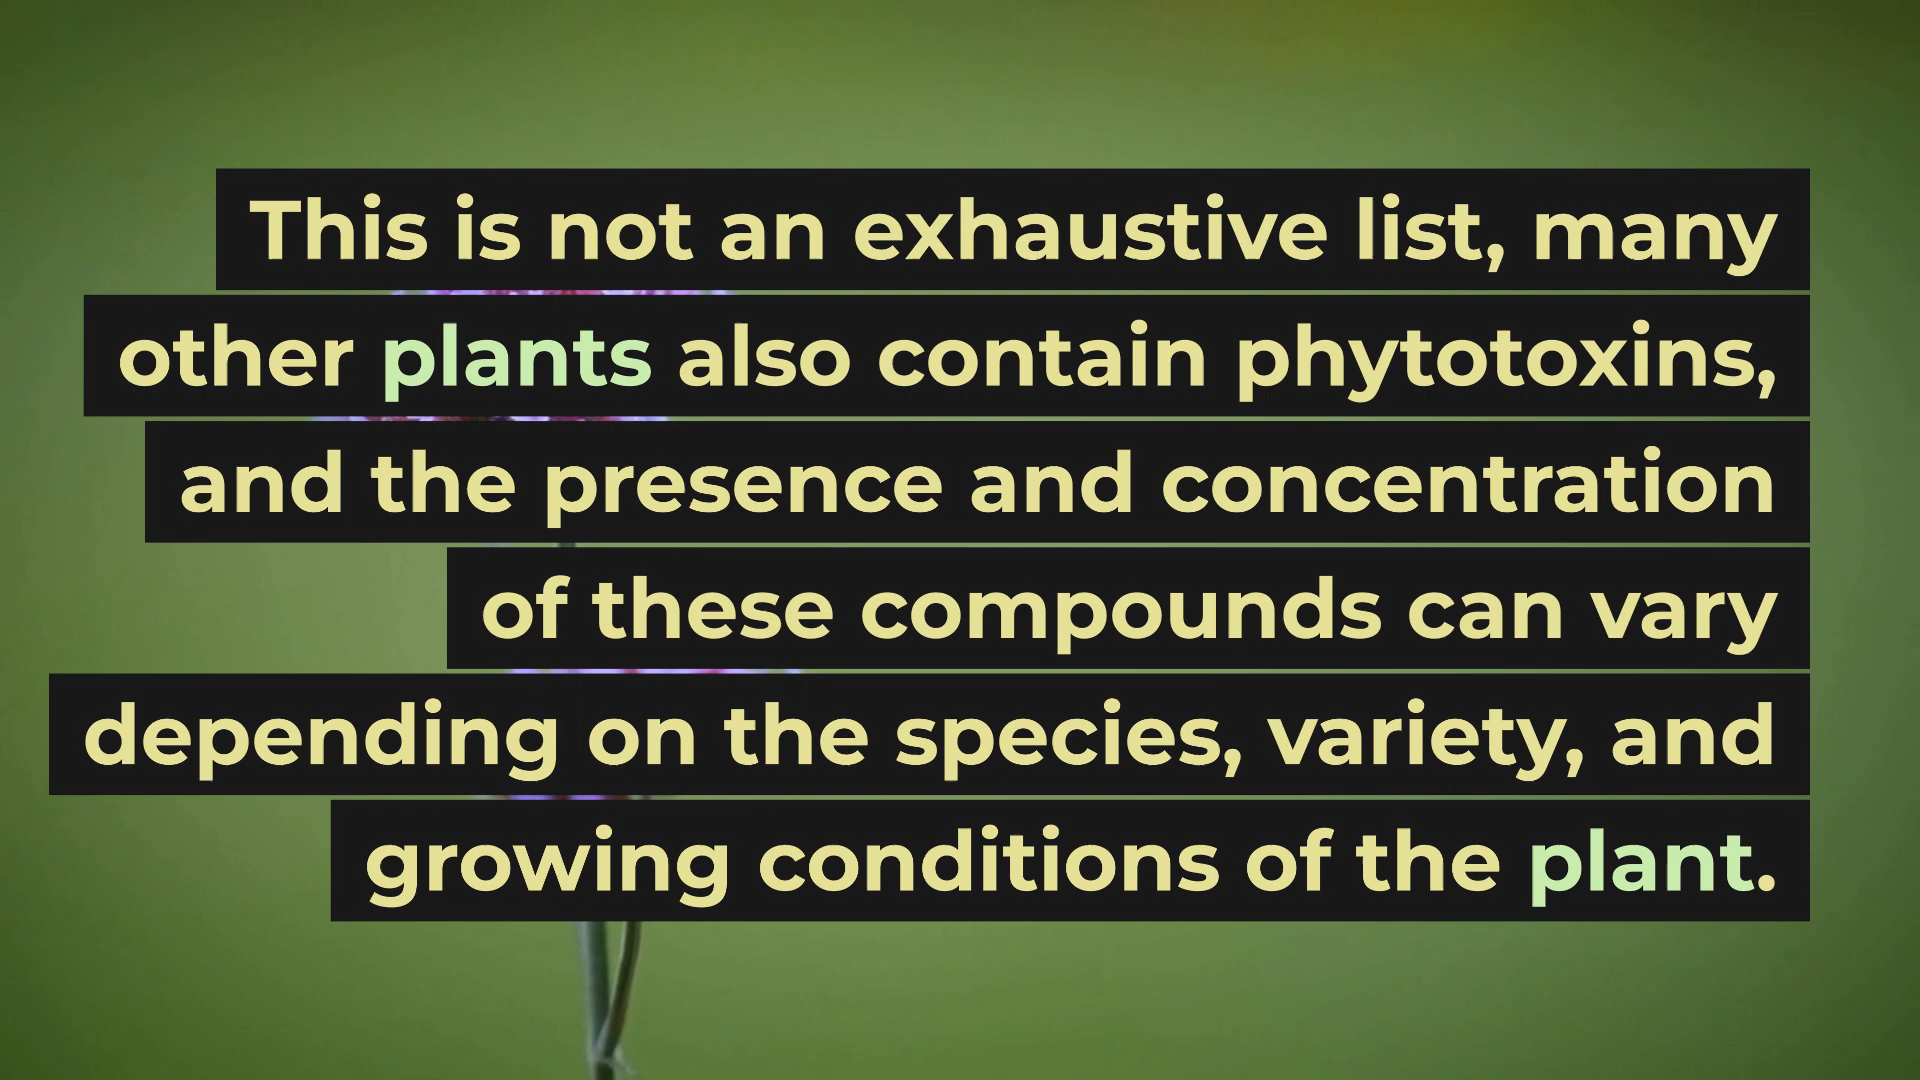 This is not an exhaustive list, many
other plants also contain phytotoxins,
and the presence and concentration
of these compounds can vary
depending on the species, variety, and
growing conditions of the plant.